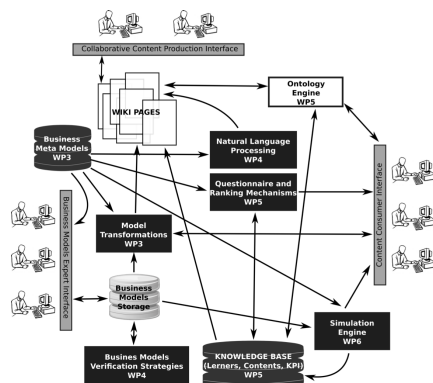 Collaborative Content Production Interface
WIKI PAGES
Ontology
Engine
WP5
Business
Meta Models
WP3
Natural Language
Processing
WP4
Questionnaire and
Ranking Mechanisms
WP5
Content Consumer Interface
Business Models Expert Interface
Model
Transformations
WP3
Business
Models
Storage
Simulation
Engine
WP6
Busines Models
Verification Strategies
WP4
KNOWLEDGE BASE
(Lerners, Contents, KPI)
WP5